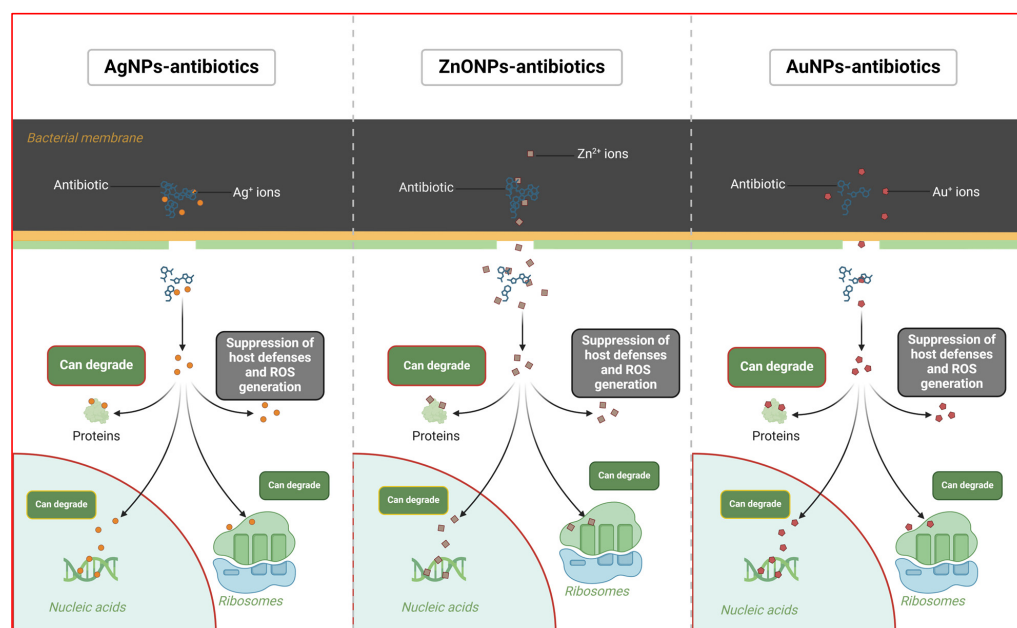 AgNPs-antibiotics
ZnONPs-antibiotics
AuNPs-antibiotics
Bacterial membrane
Antibiotic
Ag⁺ ions
Zn²⁺ ions
Antibiotic
Antibiotic
Au⁺ ions
Can degrade
Suppression of
host defenses
and ROS
generation
Proteins
Can degrade
Can degrade
Nucleic acids
Ribosomes
Can degrade
Suppression of
host defenses
and ROS
generation
Proteins
Can degrade
Can degrade
Nucleic acids
Ribosomes
Can degrade
Suppression of
host defenses
and ROS
generation
Proteins
Can degrade
Can degrade
Nucleic acids
Ribosomes